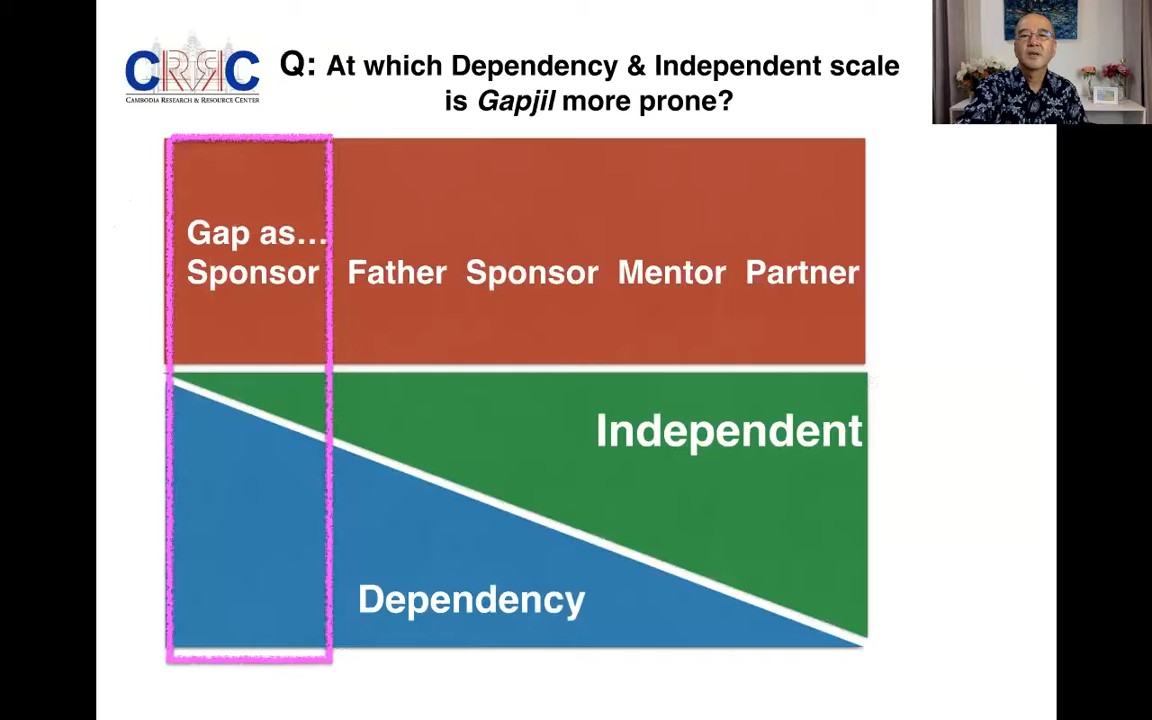 CRRC
CAMBODIA RESEARCH & RESOURCE CENTER
Q: At which Dependency & Independent scale
is Gapjil more prone?
Gap as...
Sponsor Father Sponsor Mentor Partner
Independent
Dependency